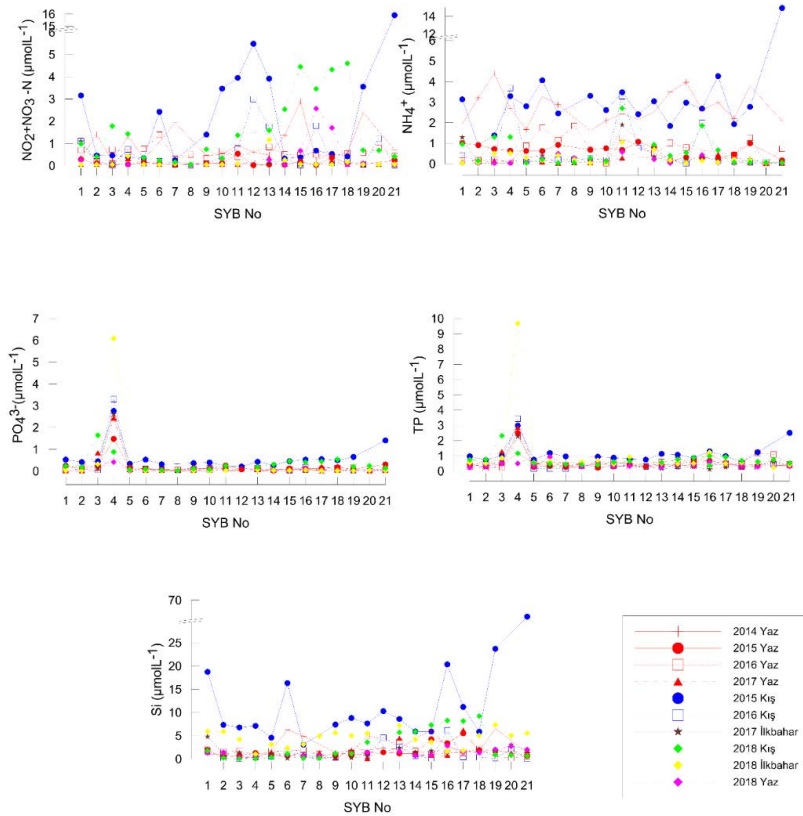 NO2+NO3 -N (µmolL-1)
16
15
6
5
4
3
2
1
0
1 2 3 4 5 6 7 8 9 10 11 12 13 14 15 16 17 18 19 20 21
SYB No
NH4+ (µmolL-1)
14
12
6
5
4
3
2
1
0
1 2 3 4 5 6 7 8 9 10 11 12 13 14 15 16 17 18 19 20 21
SYB No
PO43-(µmolL-1)
7
6
5
4
3
2
1
0
1 2 3 4 5 6 7 8 9 10 11 12 13 14 15 16 17 18 19 20 21
SYB No
TP (µmolL-1)
10
9
8
7
6
5
4
3
2
1
0
1 2 3 4 5 6 7 8 9 10 11 12 13 14 15 16 17 18 19 20 21
SYB No
Si (µmolL-1)
70
25
20
15
10
5
0
1 2 3 4 5 6 7 8 9 10 11 12 13 14 15 16 17 18 19 20 21
SYB No
2014 Yaz
2015 Yaz
2016 Yaz
2017 Yaz
2015 Kış
2016 Kış
2017 İlkbahar
2018 Kış
2018 İlkbahar
2018 Yaz